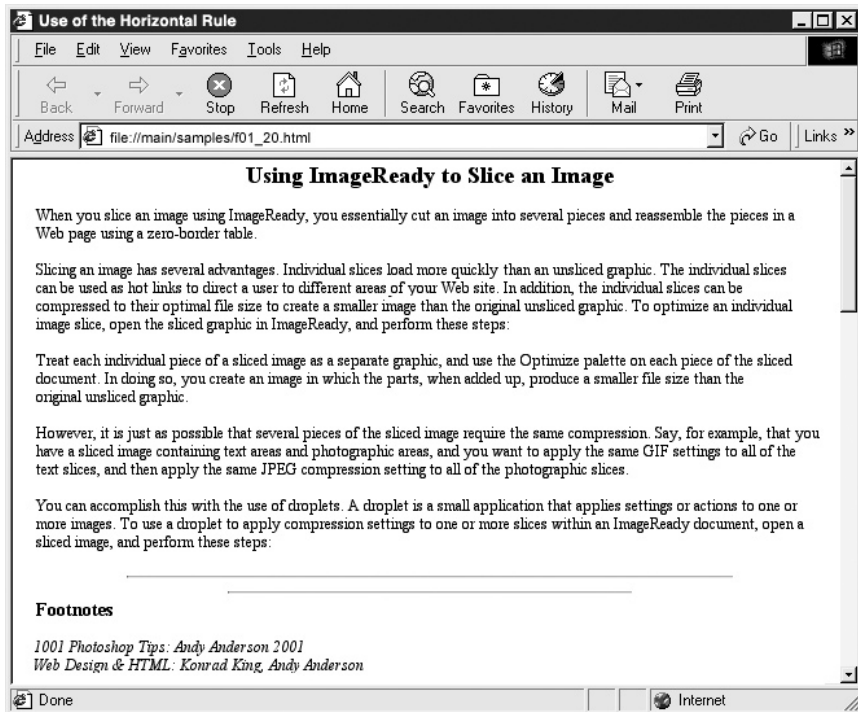 Use of the Horizontal Rule
File Edit View Favorites Tools Help
Back Forward Stop Refresh Home Search Favorites History Mail Print
Address file://main/samples/f01_20.html Go Links »
Using ImageReady to Slice an Image
When you slice an image using ImageReady, you essentially cut an image into several pieces and reassemble the pieces in a
Web page using a zero-border table.
Slicing an image has several advantages. Individual slices load more quickly than an unsliced graphic. The individual slices
can be used as hot links to direct a user to different areas of your Web site. In addition, the individual slices can be
compressed to their optimal file size to create a smaller image than the original unsliced graphic. To optimize an individual
image slice, open the sliced graphic in ImageReady, and perform these steps:
Treat each individual piece of a sliced image as a separate graphic, and use the Optimize palette on each piece of the sliced
document. In doing so, you create an image in which the parts, when added up, produce a smaller file size than the
original unsliced graphic.
However, it is just as possible that several pieces of the sliced image require the same compression. Say, for example, that you
have a sliced image containing text areas and photographic areas, and you want to apply the same GIF settings to all of the
text slices, and then apply the same JPEG compression setting to all of the photographic slices.
You can accomplish this with the use of droplets. A droplet is a small application that applies settings or actions to one or
more images. To use a droplet to apply compression settings to one or more slices within an ImageReady document, open a
sliced image, and perform these steps:
Footnotes
1001 Photoshop Tips: Andy Anderson 2001
Web Design & HTML: Konrad King, Andy Anderson
Done Internet